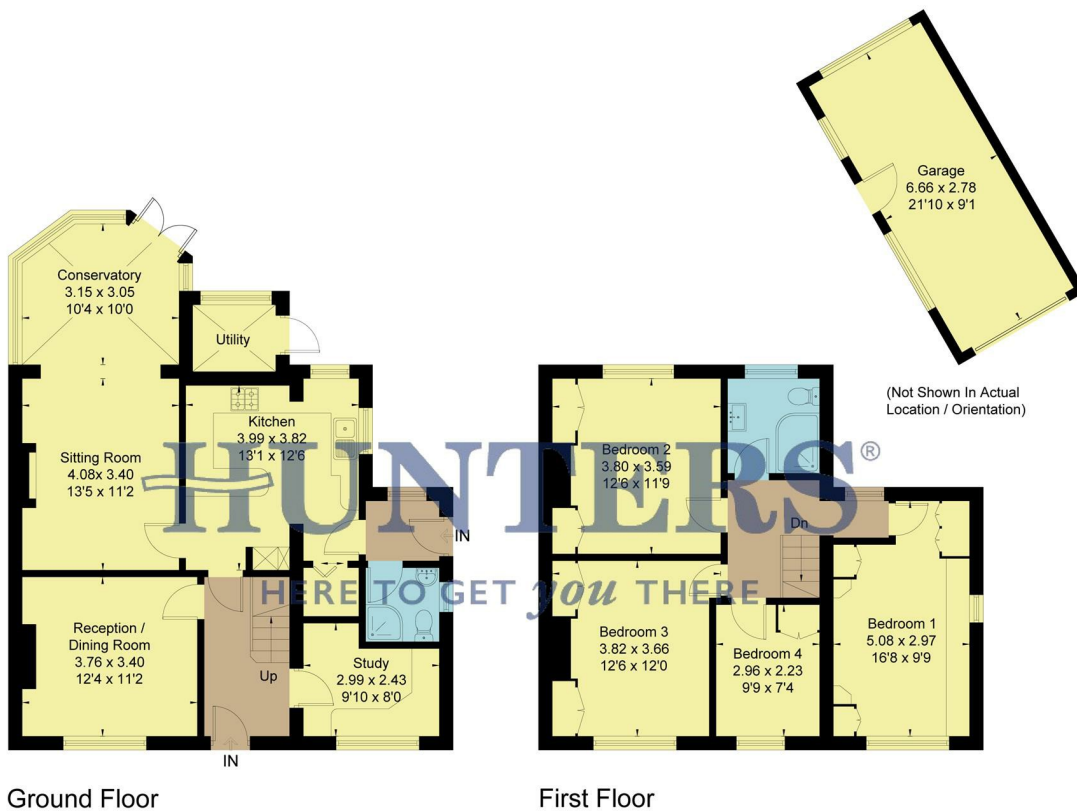 Garage
6.66 x 2.78
21'10 x 9'1
(Not Shown In Actual
Location / Orientation)
Conservatory
3.15 x 3.05
10'4 x 10'0
Utility
Kitchen
3.99 x 3.82
13'1 x 12'6
Sitting Room
4.08x 3.40
13'5 x 11'2
IN
Reception /
Dining Room
3.76 x 3.40
12'4 x 11'2
Up
Study
2.99 x 2.43
9'10 x 8'0
IN
Ground Floor
Bedroom 2
3.80 x 3.59
12'6 x 11'9
Dn
Bedroom 3
3.82 x 3.66
12'6 x 12'0
Bedroom 4
2.96 x 2.23
9'9 x 7'4
Bedroom 1
5.08 x 2.97
16'8 x 9'9
First Floor
HUNTERS®
HERE TO GET you THERE